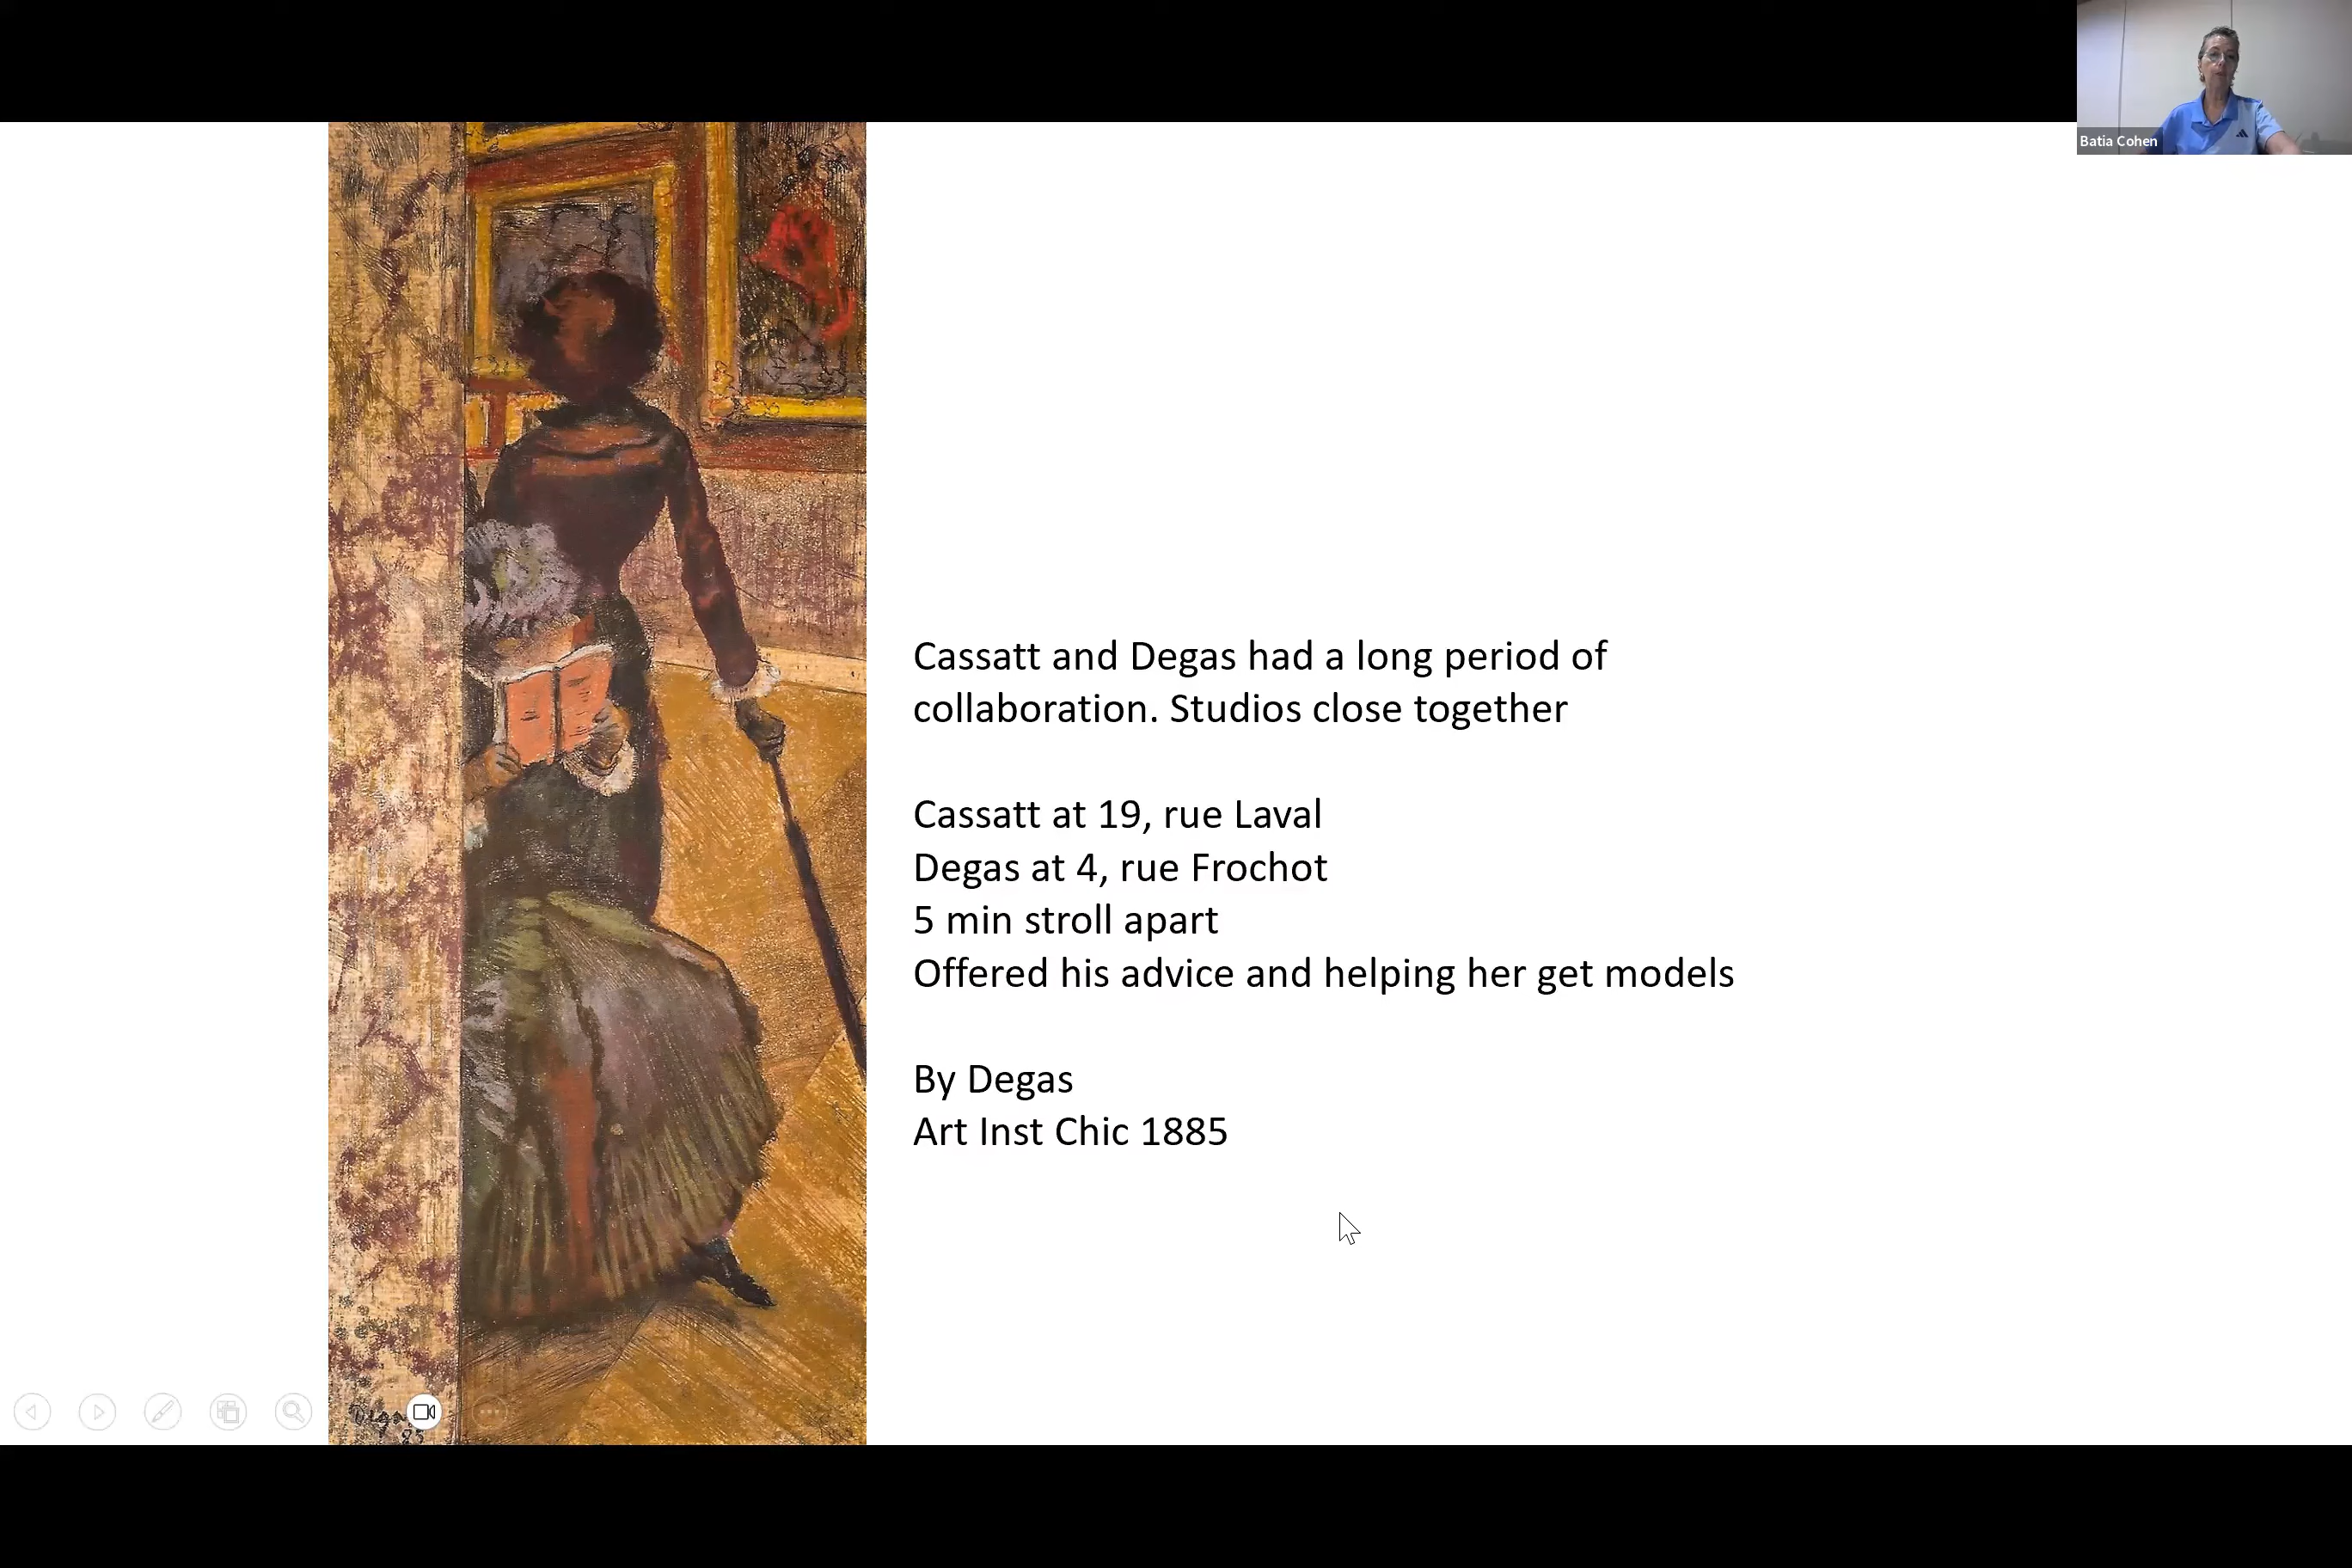 Batia Cohen
Cassatt and Degas had a long period of
collaboration. Studios close together
Cassatt at 19, rue Laval
Degas at 4, rue Frochot
5 min stroll apart
Offered his advice and helping her get models
By Degas
Art Inst Chic 1885